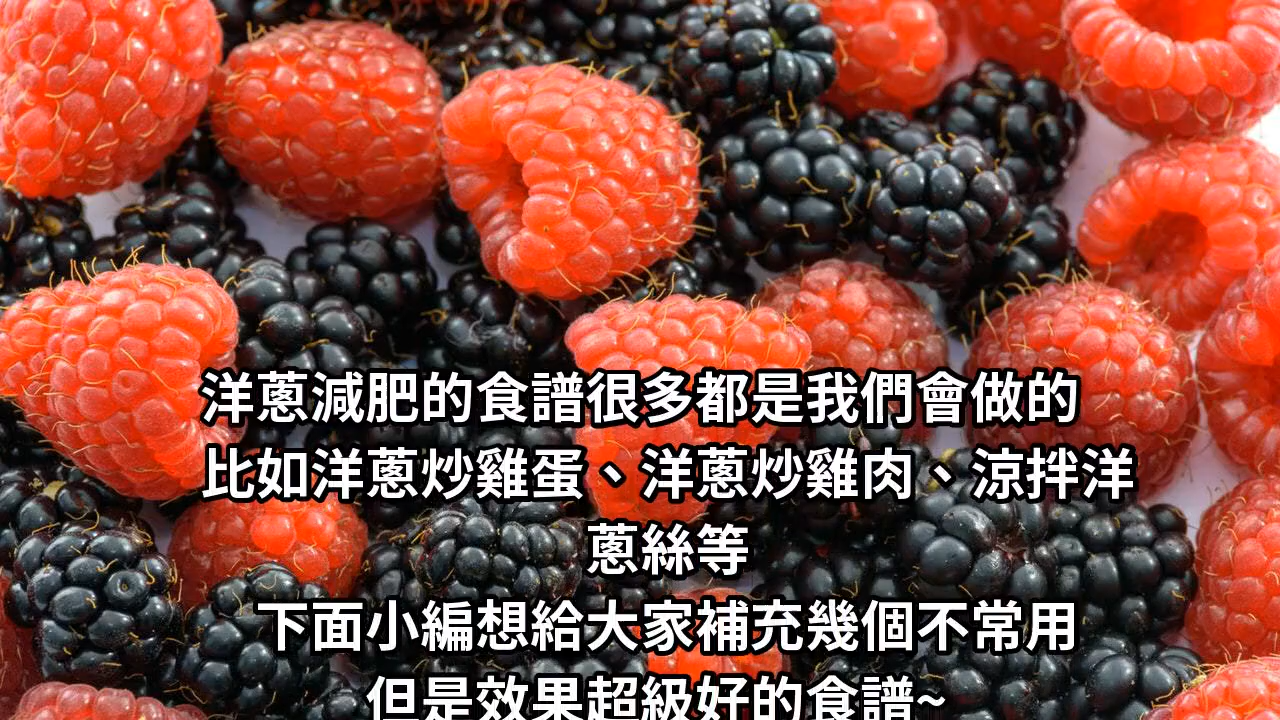 洋蔥減肥的食譜很多都是我們會做的
比如洋蔥炒雞蛋、洋蔥炒雞肉、涼拌洋
蔥絲等
下面小編想給大家補充幾個不常用
但是效果超級好的食譜~